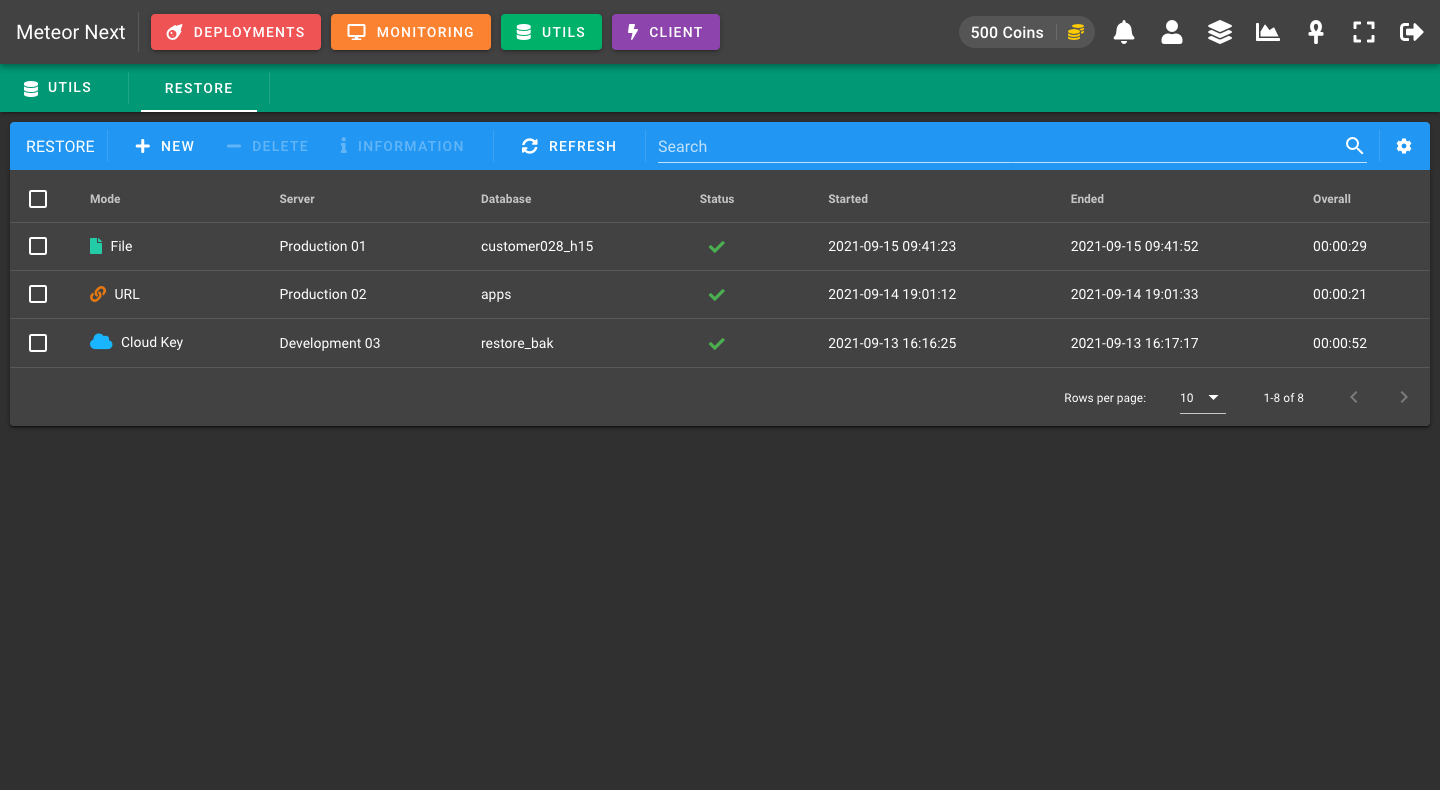 Meteor Next DEPLOYMENTS MONITORING UTILS CLIENT 500 Coins
UTILS RESTORE
RESTORE NEW DELETE INFORMATION REFRESH Search
Mode Server Database Status Started Ended Overall
File Production 01 customer028_h15 2021-09-15 09:41:23 2021-09-15 09:41:52 00:00:29
URL Production 02 apps 2021-09-14 19:01:12 2021-09-14 19:01:33 00:00:21
Cloud Key Development 03 restore_bak 2021-09-13 16:16:25 2021-09-13 16:17:17 00:00:52
Rows per page: 10 1-8 of 8